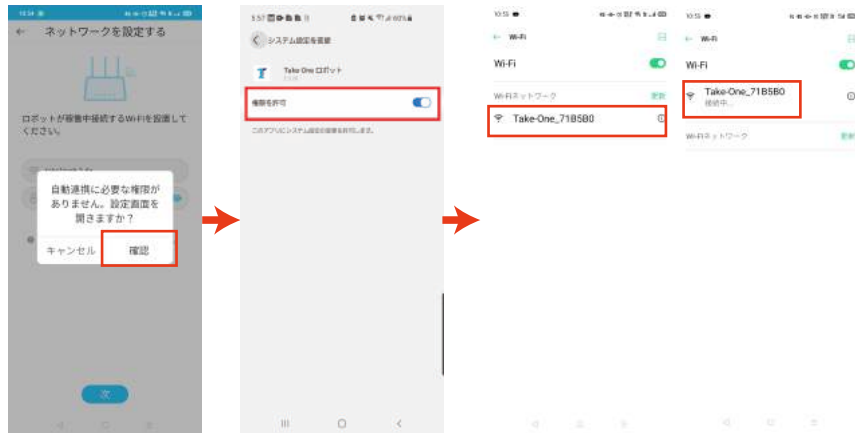 ネットワークを設定する
ロボットが稼働中接続するWi-Fiを設置して
ください。
自動連携に必要な権限が
ありません。設定画面を
開きますか？
キャンセル
確認
次
5:57
60%
システム設定を変更
Take One ロボット
権限を許可
このアプリにシステム設定の変更を許可します。
10:55
Wi-Fi
Wi-Fi
Wi-Fiネットワーク
更新
Take-One_71B5B0
10:55
Wi-Fi
Wi-Fi
Take-One_71B5B0
接続中...
Wi-Fiネットワーク
更新